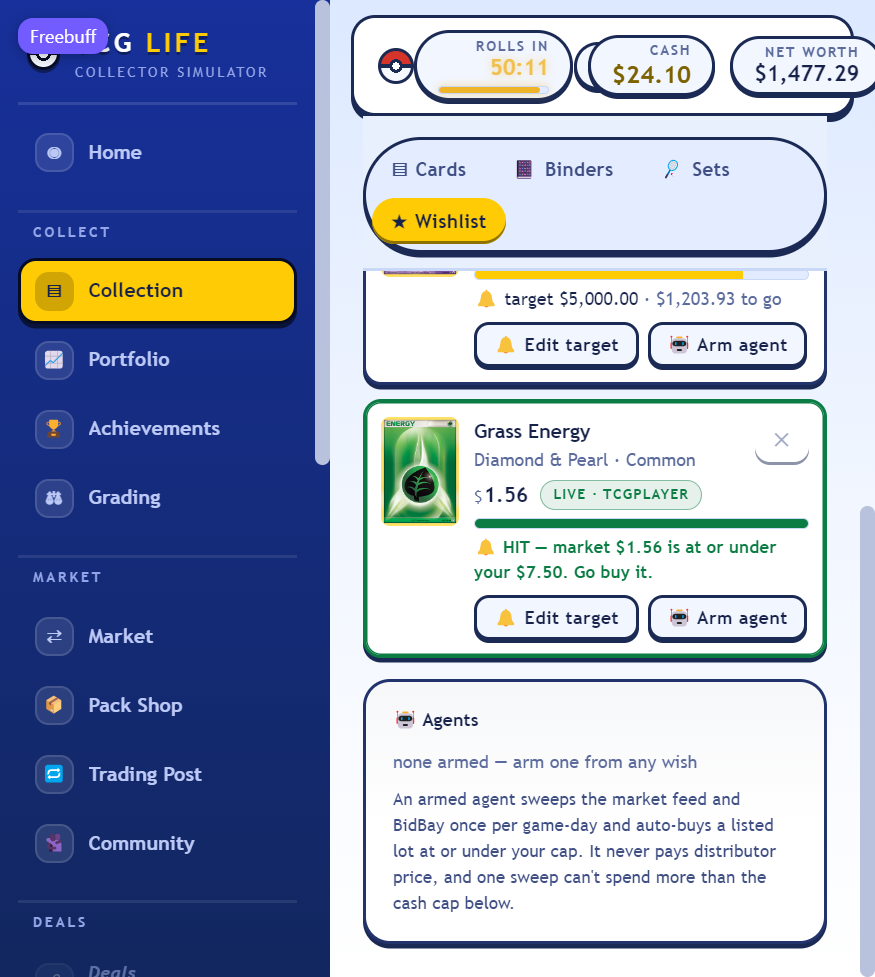 Freebuff
CG LIFE
COLLECTOR SIMULATOR
Home
COLLECT
Collection
Portfolio
Achievements
Grading
MARKET
Market
Pack Shop
Trading Post
Community
DEALS
Deals
ROLLS IN
50:11
CASH
$24.10
NET WORTH
$1,477.29
Cards
Binders
Sets
★ Wishlist
target $5,000.00 · $1,203.93 to go
Edit target
Arm agent
ENERGY
Grass Energy
Diamond & Pearl · Common
$1.56
LIVE · TCGPLAYER
HIT — market $1.56 is at or under
your $7.50. Go buy it.
Edit target
Arm agent
Agents
none armed — arm one from any wish
An armed agent sweeps the market feed and
BidBay once per game-day and auto-buys a listed
lot at or under your cap. It never pays distributor
price, and one sweep can't spend more than the
cash cap below.